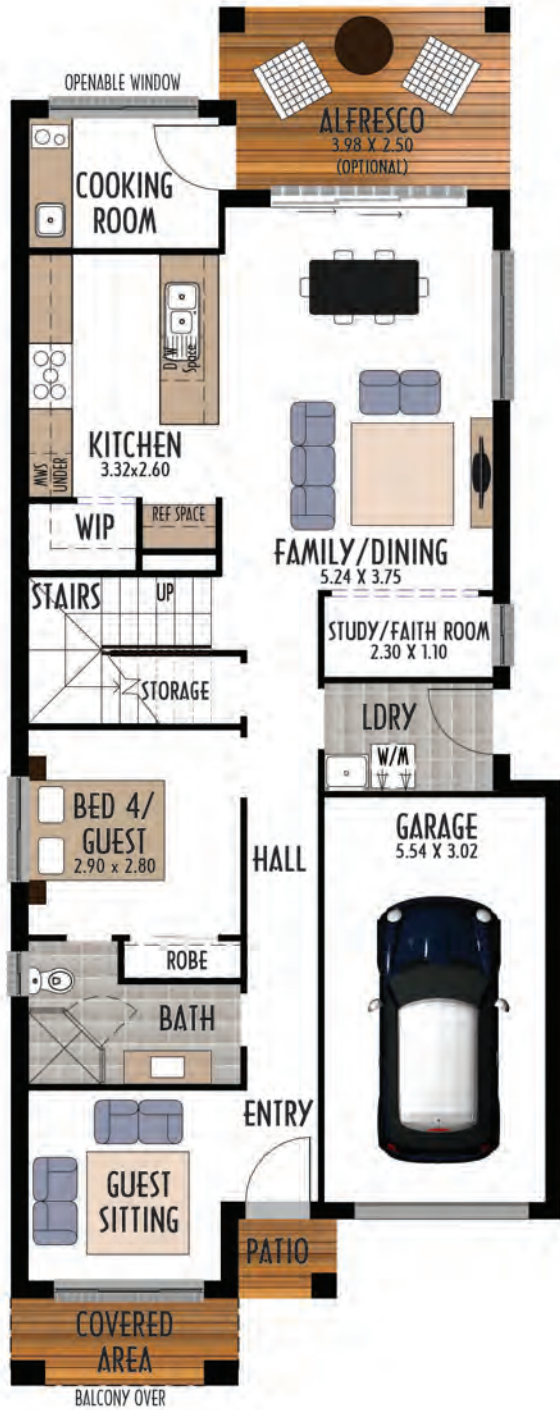 OPENABLE WINDOW
ALFRESCO
3.98 X 2.50
(OPTIONAL)
COOKING
ROOM
D/W
Space
KITCHEN
3.32x2.60
MWS
UNDER
WIP
REF SPACE
FAMILY/DINING
5.24 X 3.75
STAIRS
UP
STUDY/FAITH ROOM
2.30 X 1.10
STORAGE
LDRY
W/M
BED 4/
GUEST
2.90 x 2.80
HALL
GARAGE
5.54 X 3.02
ROBE
BATH
ENTRY
GUEST
SITTING
PATIO
COVERED
AREA
BALCONY OVER